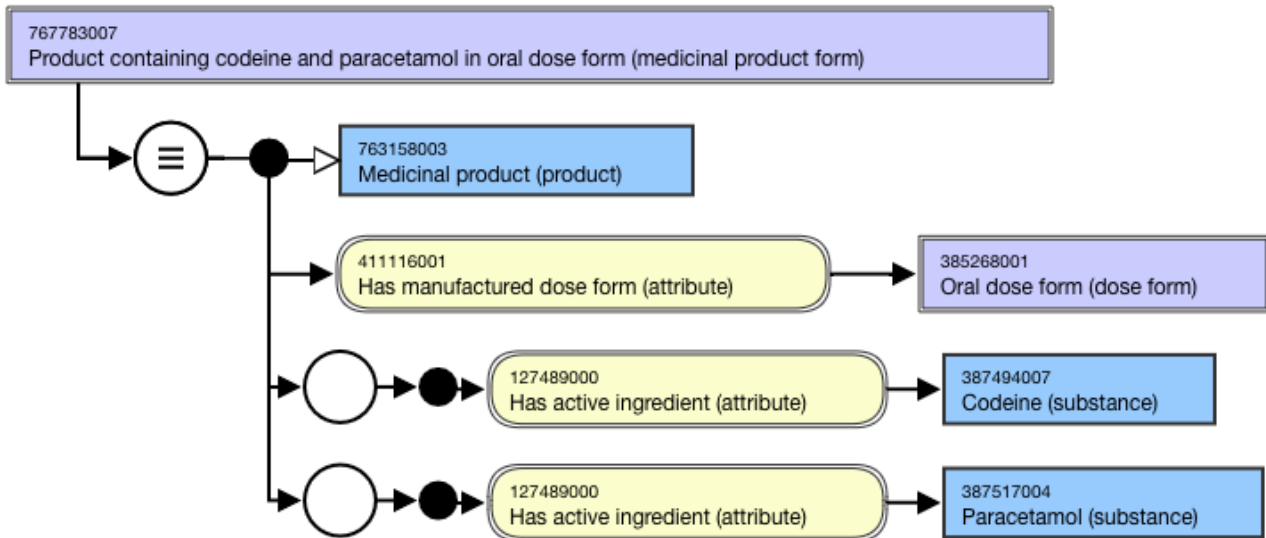 767783007
Product containing codeine and paracetamol in oral dose form (medicinal product form)
763158003
Medicinal product (product)
411116001
Has manufactured dose form (attribute)
385268001
Oral dose form (dose form)
127489000
Has active ingredient (attribute)
387494007
Codeine (substance)
127489000
Has active ingredient (attribute)
387517004
Paracetamol (substance)